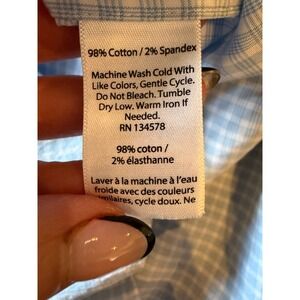 98% Cotton / 2% Spandex
Machine Wash Cold With
Like Colors, Gentle Cycle.
Do Not Bleach. Tumble
Dry Low. Warm Iron If
Needed.
RN 134578
98% coton /
2% élasthanne
Laver à la machine à l'eau
froide avec des couleurs
cycle doux. Ne